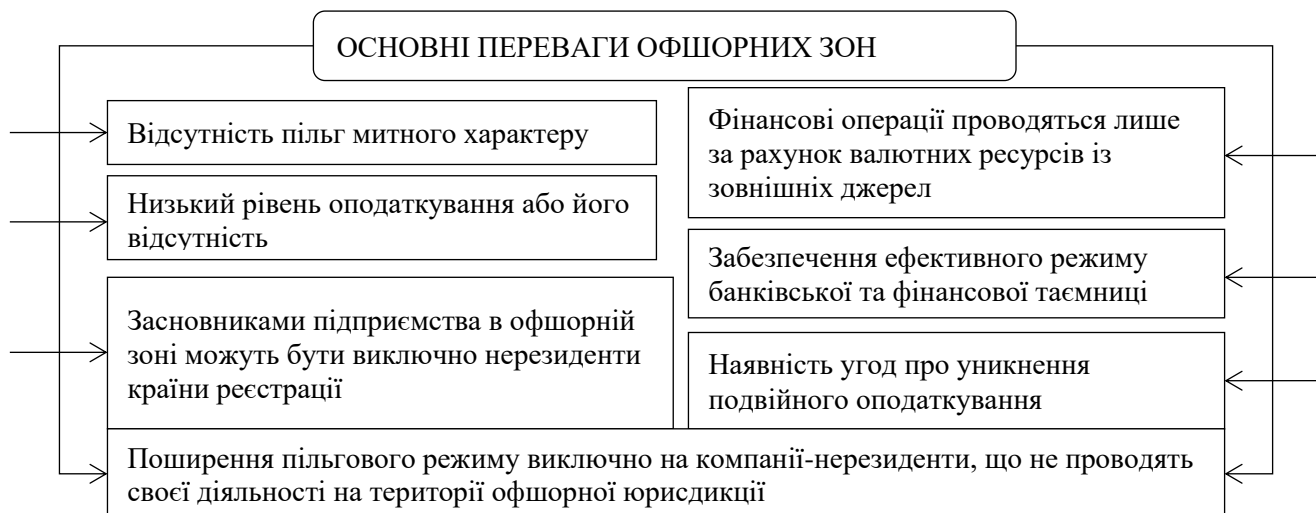 ОСНОВНІ ПЕРЕВАГИ ОФШОРНИХ ЗОН
Відсутність пільг митного характеру
Низький рівень оподаткування або його
відсутність
Засновниками підприємства в офшорній
зоні можуть бути виключно нерезиденти
країни реєстрації
Фінансові операції проводяться лише
за рахунок валютних ресурсів із
зовнішніх джерел
Забезпечення ефективного режиму
банківської та фінансової таємниці
Наявність угод про уникнення
подвійного оподаткування
Поширення пільгового режиму виключно на компанії-нерезиденти, що не проводять
своєї діяльності на території офшорної юрисдикції